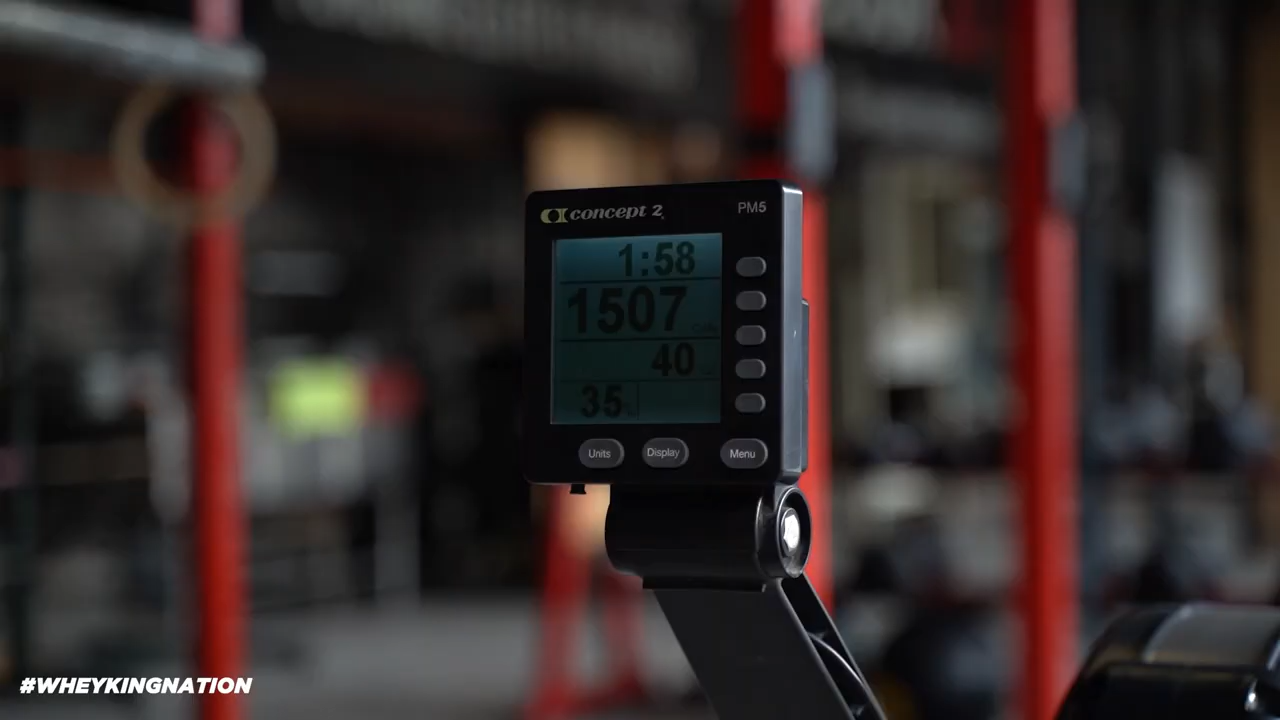 concept 2
PM5
1:58
1507
40
35
Units
Display
Menu
#WHEYKINGNATION